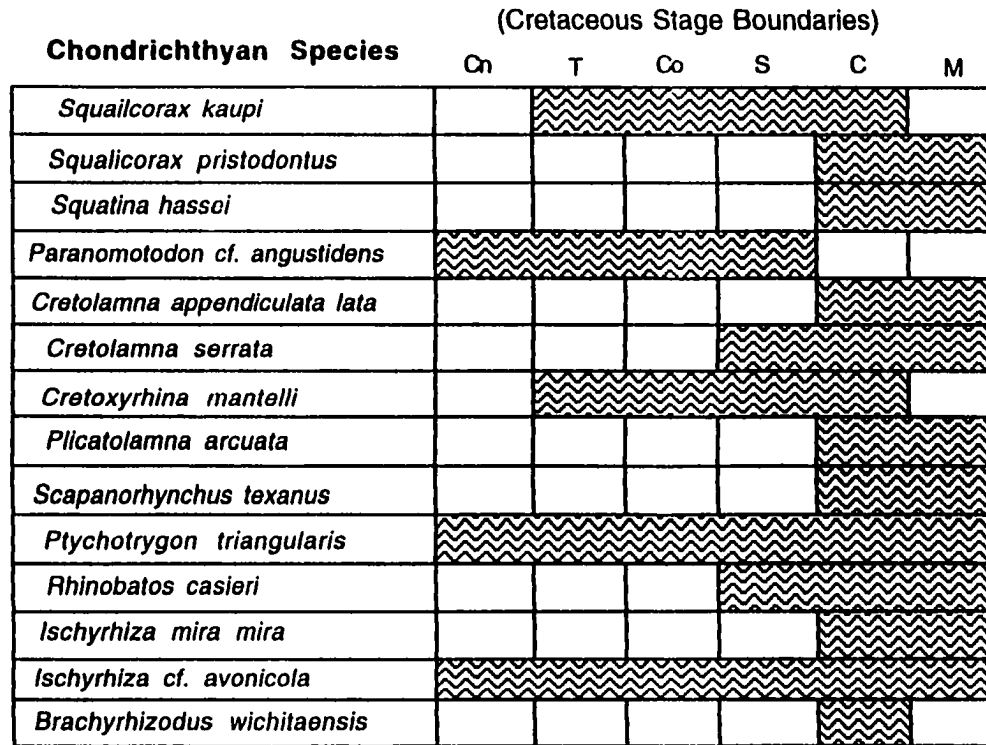 (Cretaceous Stage Boundaries)
Chondrichthyan Species
Cn T Co S C M
Squailcorax kaupi
Squalicorax pristodontus
Squatina hassei
Paranomotodon cf. angustidens
Cretolamna appendiculata lata
Cretolamna serrata
Cretoxyrhina mantelli
Plicatolamna arcuata
Scapanorhynchus texanus
Ptychotrygon triangularis
Rhinobatos casieri
Ischyrhiza mira mira
Ischyrhiza cf. avonicola
Brachyrhizodus wichitaensis